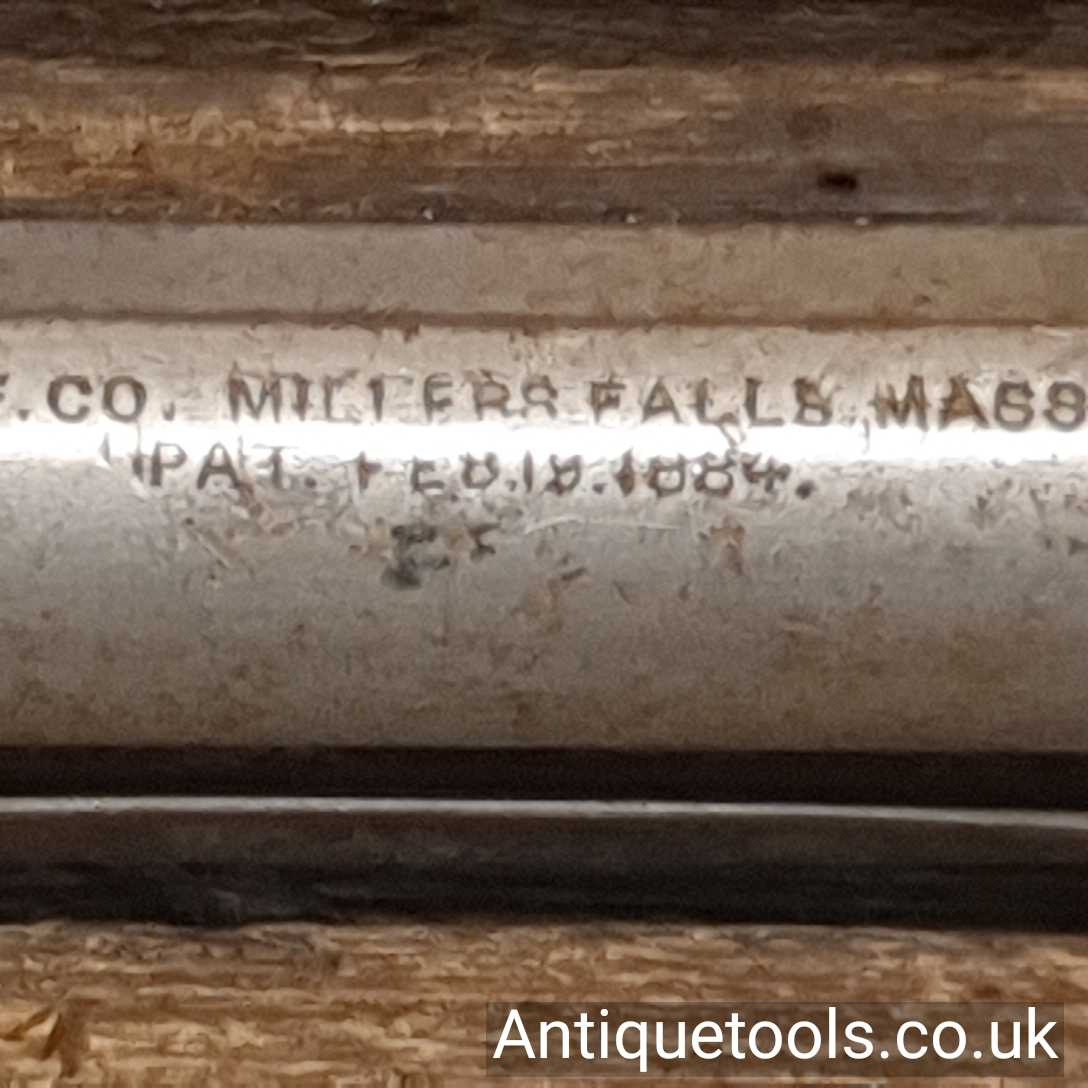 F.CO. MILLERS FALLS, MASS
PAT. FEB.19.1884.
Antiquetools.co.uk